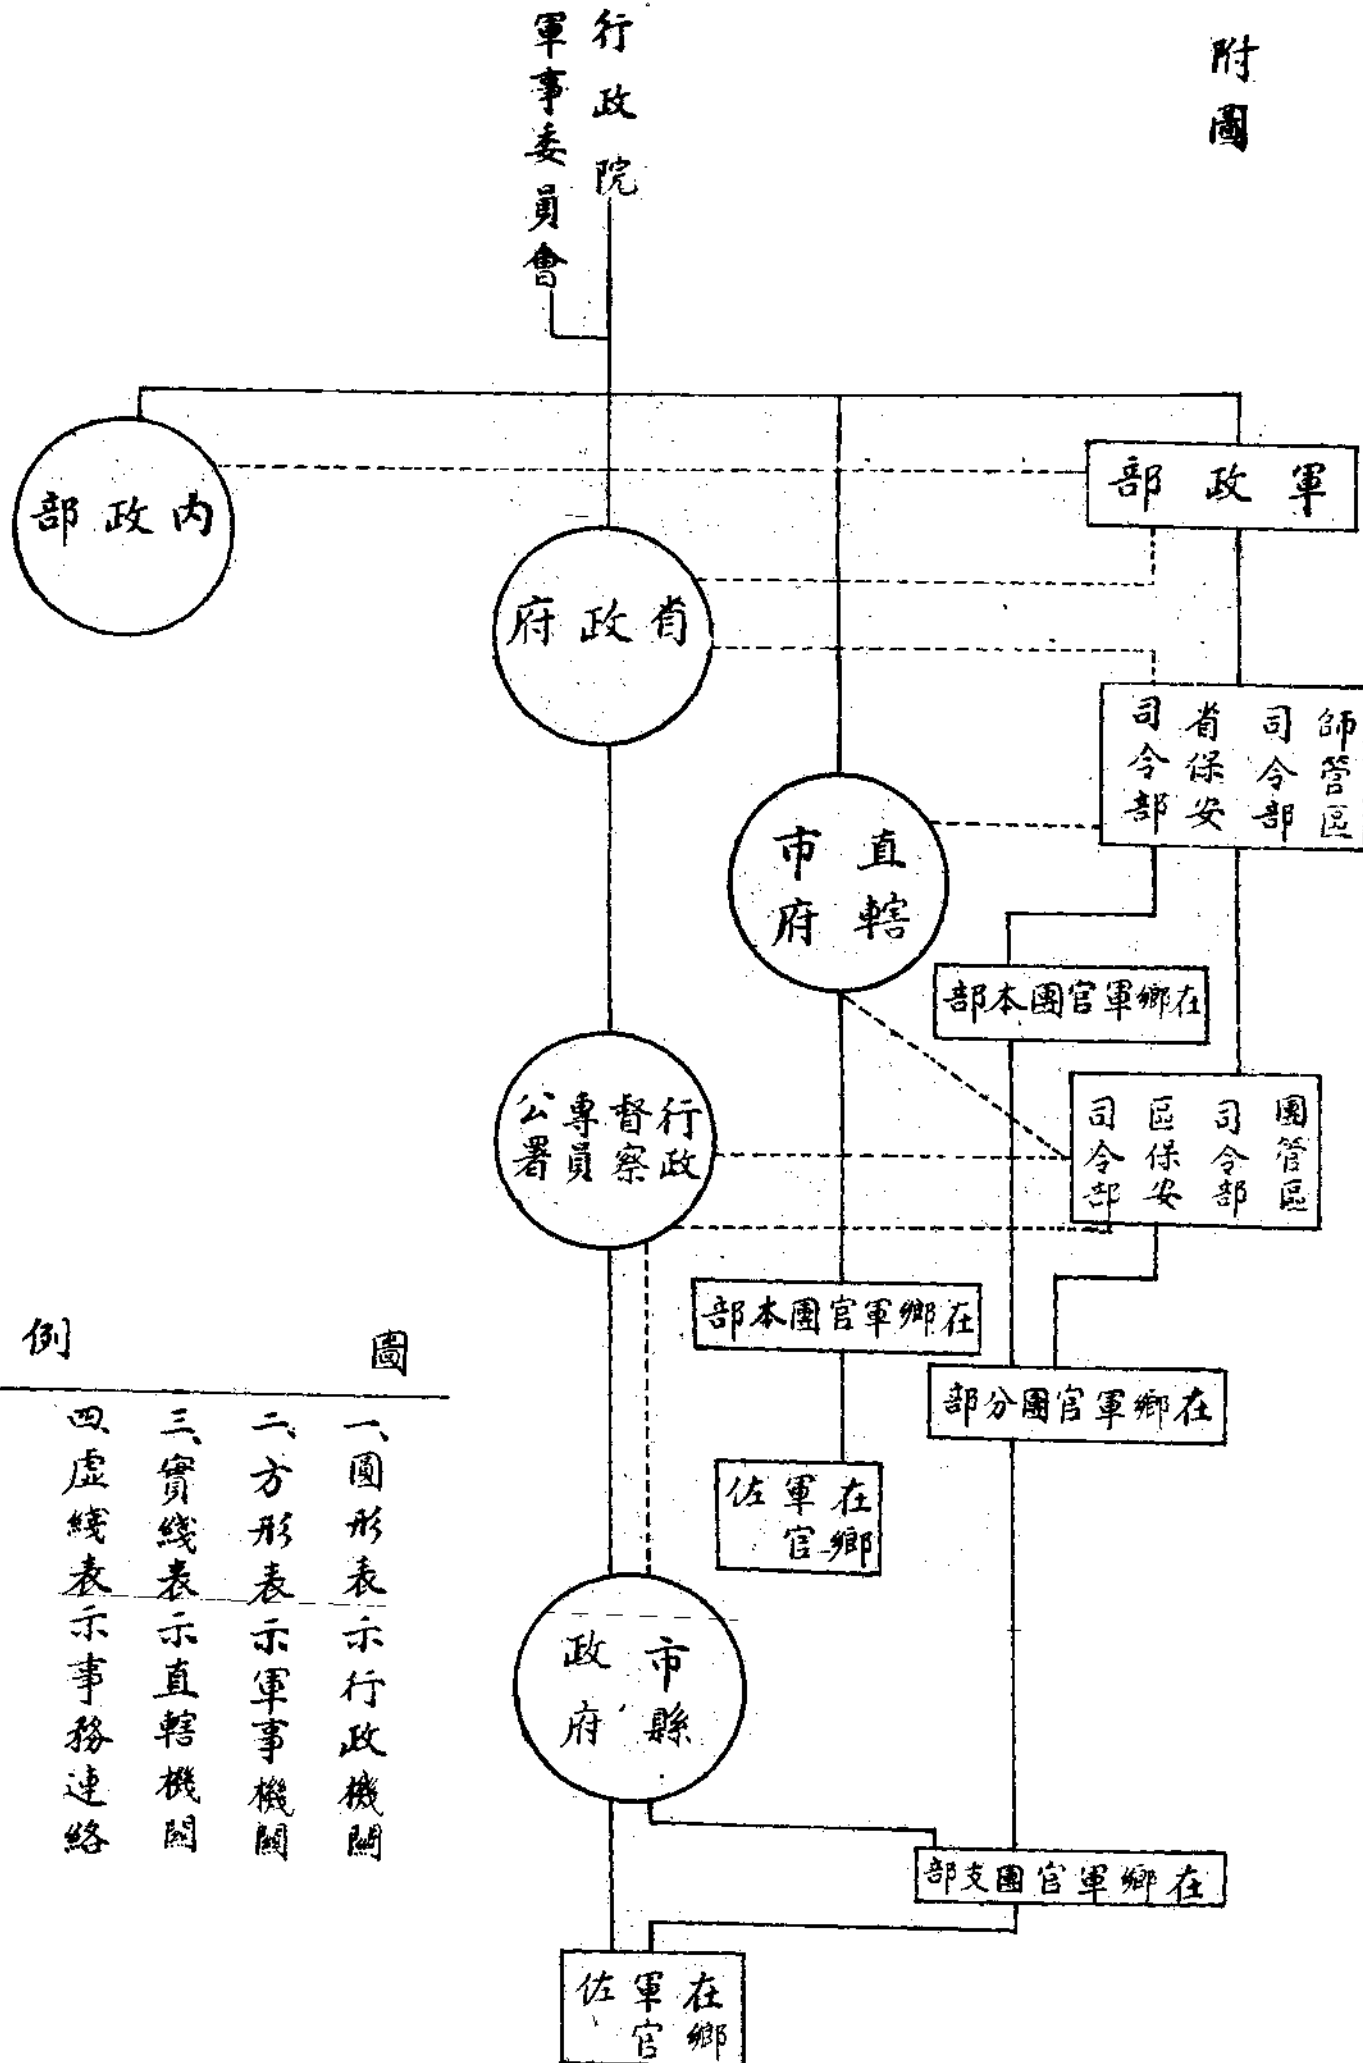 附圖
行政院
軍事委員會
軍政部
內政部
省政府
師管區
司令部
省保安
司令部
直轄
市府
在鄉軍官團本部
團管區
司令部
區保安
司令部
行政
督察
專員
公署
在鄉軍官團本部
在鄉軍官團分部
在鄉
軍官
佐
市縣
政府
在鄉軍官團支部
在鄉
軍官
佐
圖例
一、圓形表示行政機關
二、方形表示軍事機關
三、實綫表示直轄機關
四、虛綫表示事務連絡